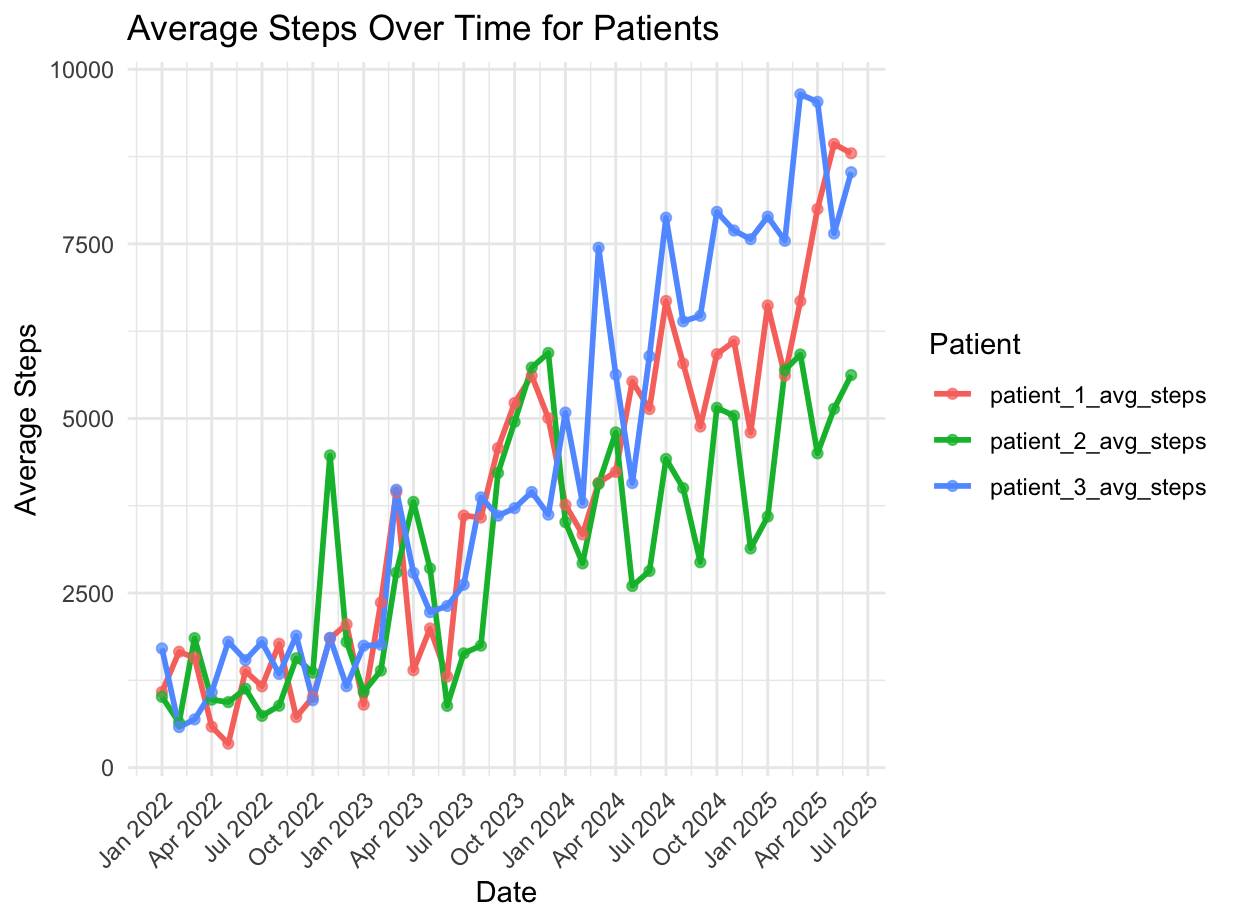 Average Steps Over Time for Patients
10000
7500
5000
2500
0
Average Steps
Jan 2022
Apr 2022
Jul 2022
Oct 2022
Jan 2023
Apr 2023
Jul 2023
Oct 2023
Jan 2024
Apr 2024
Jul 2024
Oct 2024
Jan 2025
Apr 2025
Jul 2025
Date
Patient
patient_1_avg_steps
patient_2_avg_steps
patient_3_avg_steps